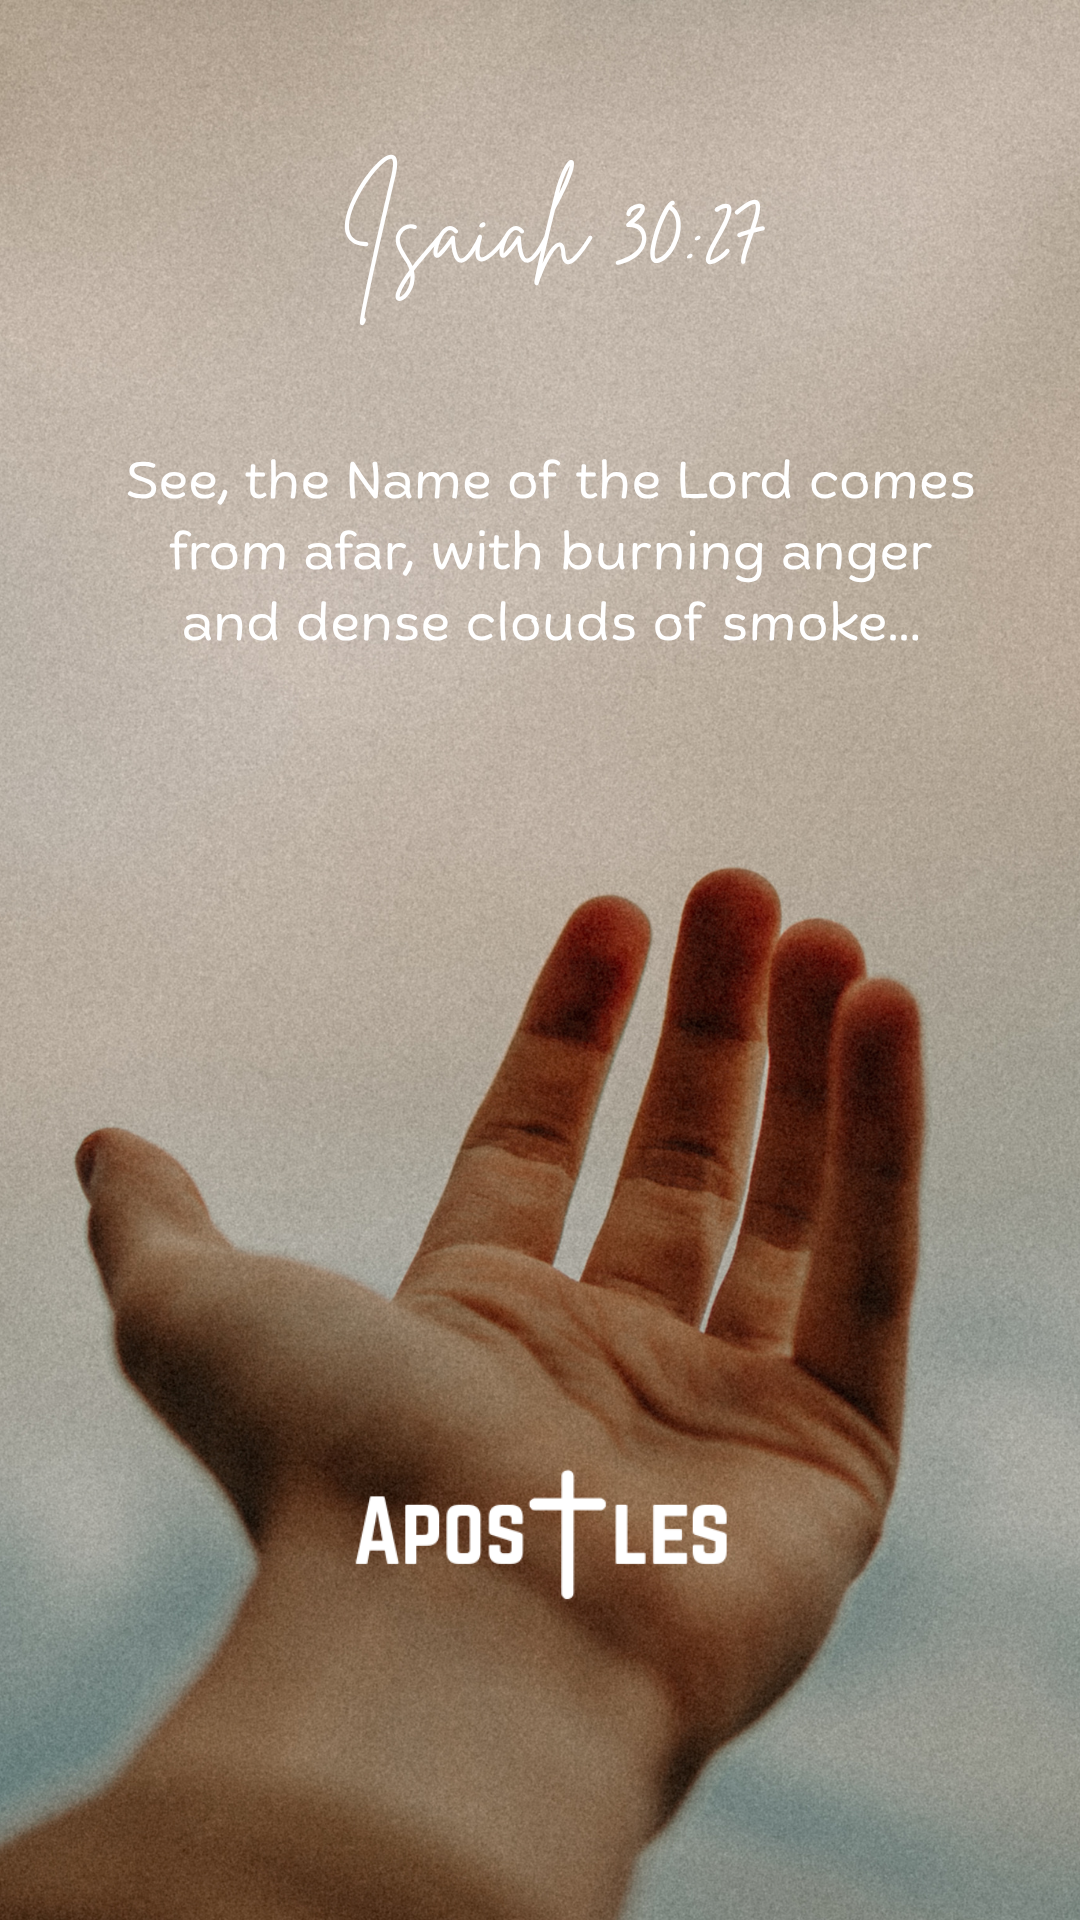 Isaiah 30:27
See, the Name of the Lord comes
from afar, with burning anger
and dense clouds of smoke...
APOSTLES